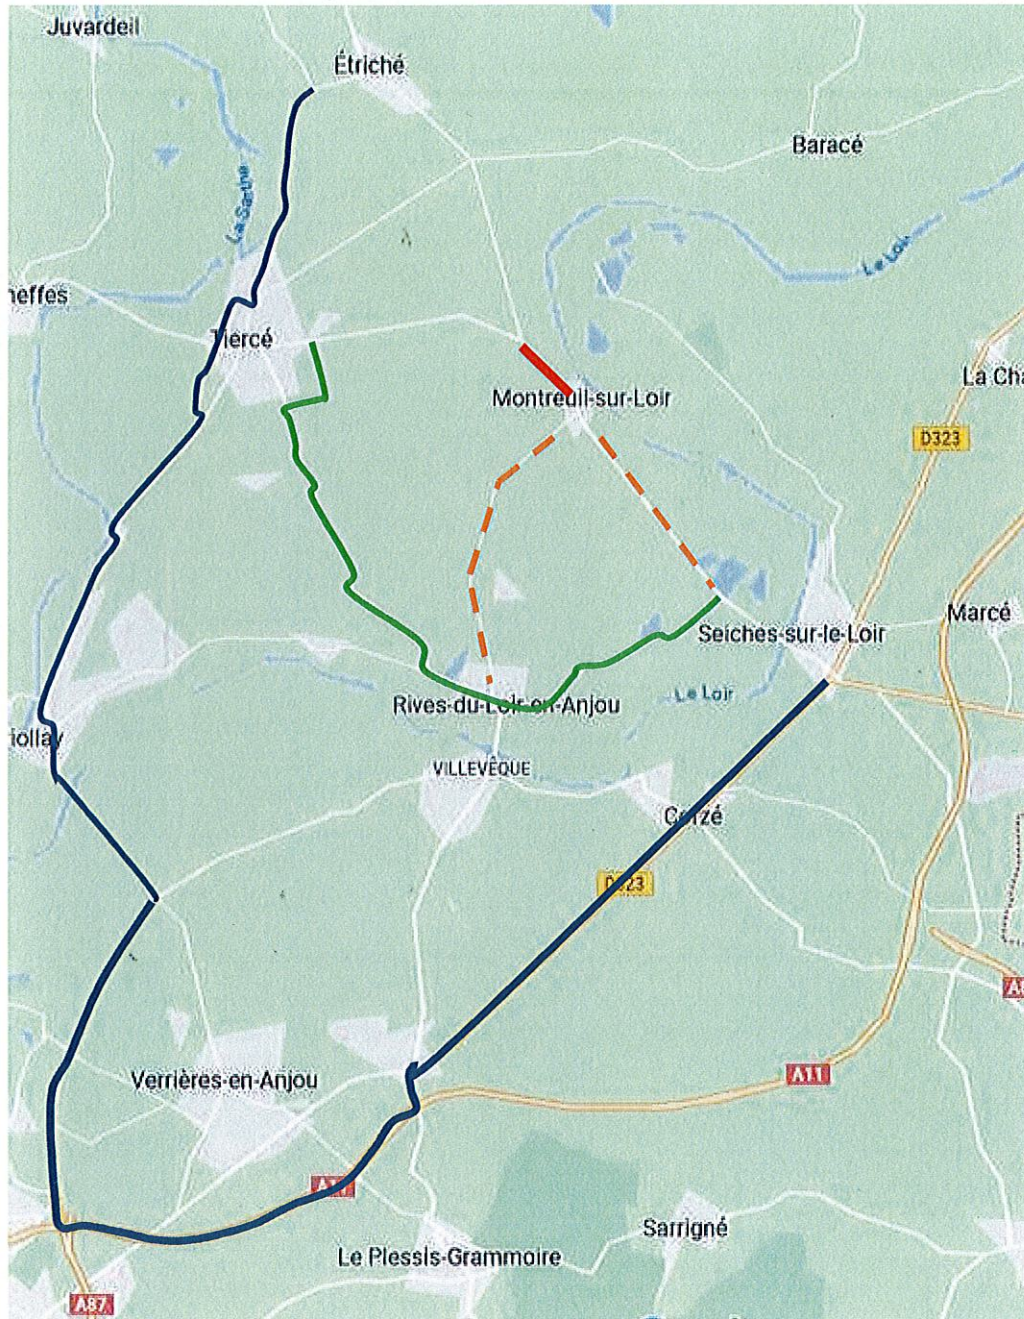 Juvardeil
Étriché
Baracé
La Sarthe
Le Loir
heffes
Tiercé
La Cha
Montreuil-sur-Loir
D323
Marcé
Seiches-sur-le-Loir
Le Loir
Rives-du-Loir-en-Anjou
iollay
VILLEVÊQUE
Corzé
D323
A11
Verrières-en-Anjou
A11
Sarrigné
Le Plessis-Grammoire
A87